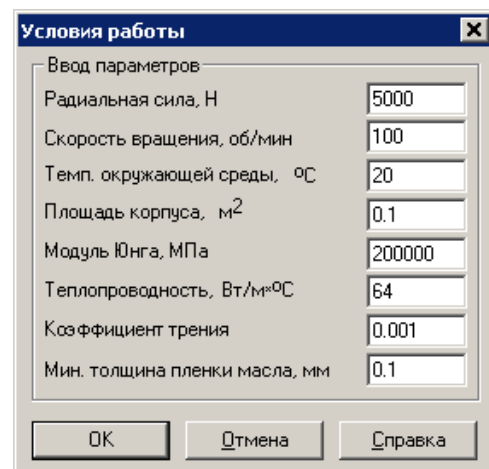 Условия работы
Ввод параметров
Радиальная сила, Н 5000
Скорость вращения, об/мин 100
Темп. окружающей среды, ºC 20
Площадь корпуса, м2 0.1
Модуль Юнга, МПа 200000
Теплопроводность, Вт/м*ºC 64
Коэффициент трения 0.001
Мин. толщина пленки масла, мм 0.1
OK Отмена Справка